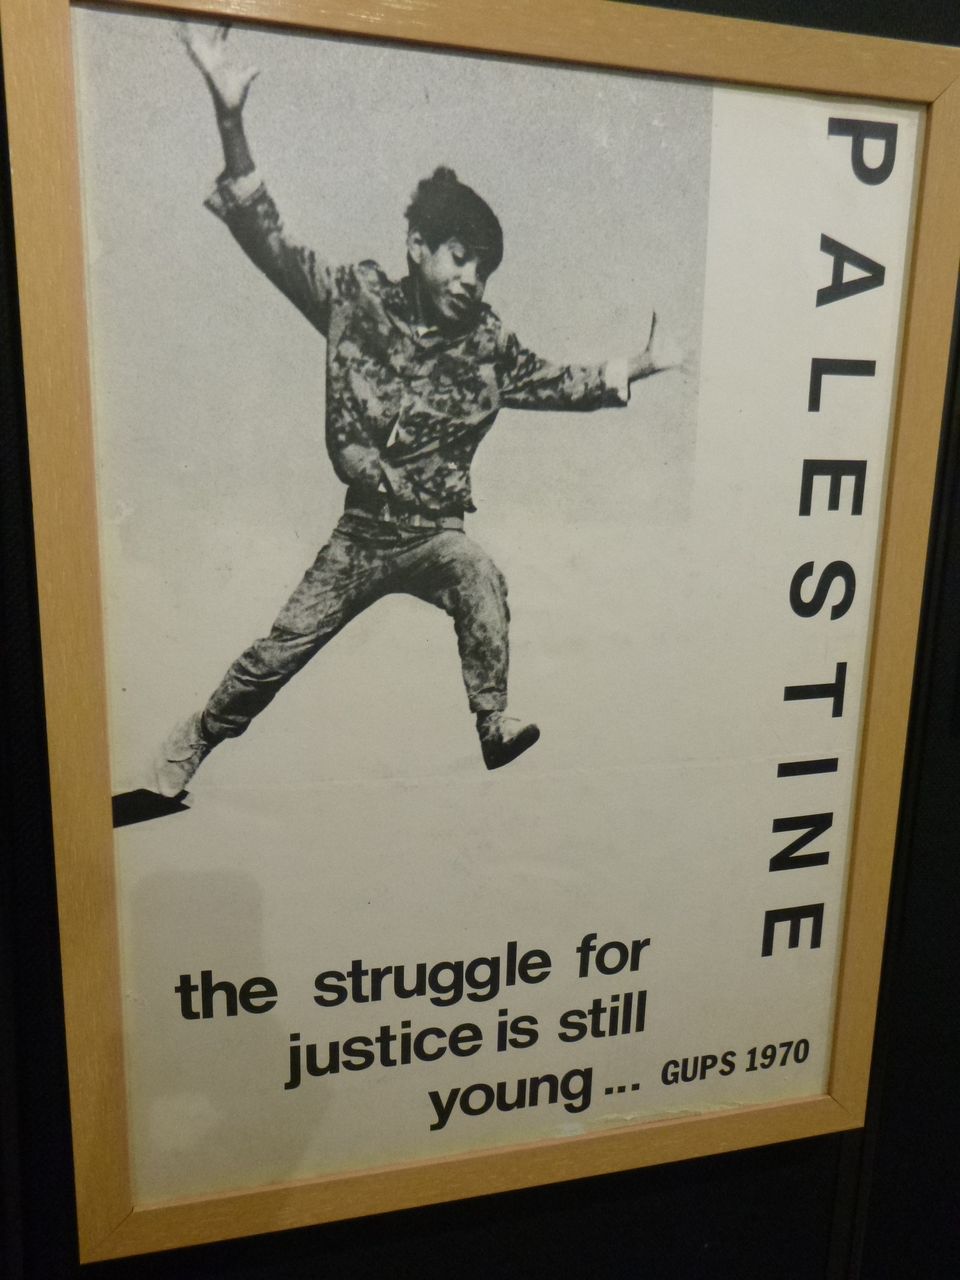 PALESTINE
the struggle for
justice is still
young... GUPS 1970